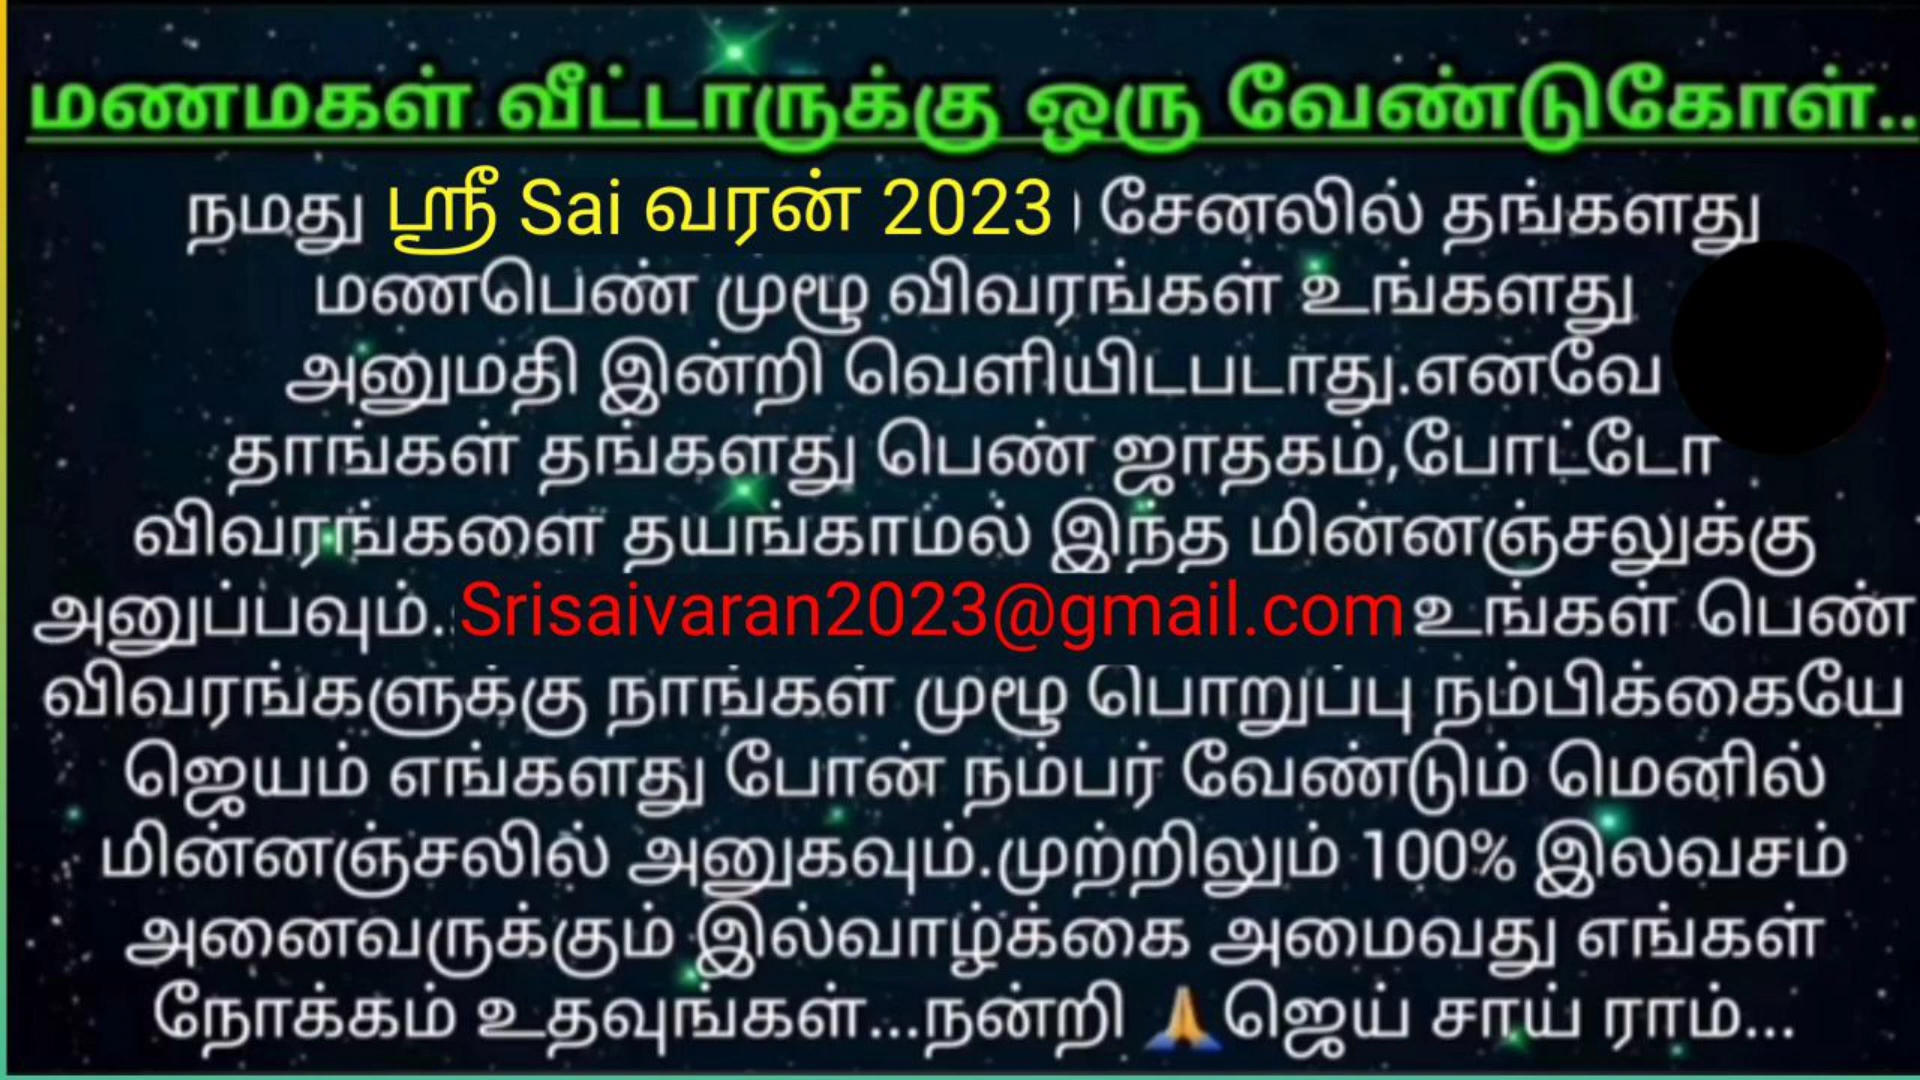 மணமகள் வீட்டாருக்கு ஒரு வேண்டுகோள்..
நமது ஸ்ரீ Sai வரன் 2023 சேனலில் தங்களது
மணபெண் முழு விவரங்கள் உங்களது
அனுமதி இன்றி வெளியிடபடாது.எனவே
தாங்கள் தங்களது பெண் ஜாதகம்,போட்டோ
விவரங்களை தயங்காமல் இந்த மின்னஞ்சலுக்கு
அனுப்பவும்.Srisaivaran2023@gmail.com உங்கள் பெண்
விவரங்களுக்கு நாங்கள் முழு பொறுப்பு நம்பிக்கையே
ஜெயம் எங்களது போன் நம்பர் வேண்டும் மெனில்
மின்னஞ்சலில் அனுகவும்.முற்றிலும் 100% இலவசம்
அனைவருக்கும் இல்வாழ்க்கை அமைவது எங்கள்
நோக்கம் உதவுங்கள்...நன்றி 🙏ஜெய் சாய் ராம்...